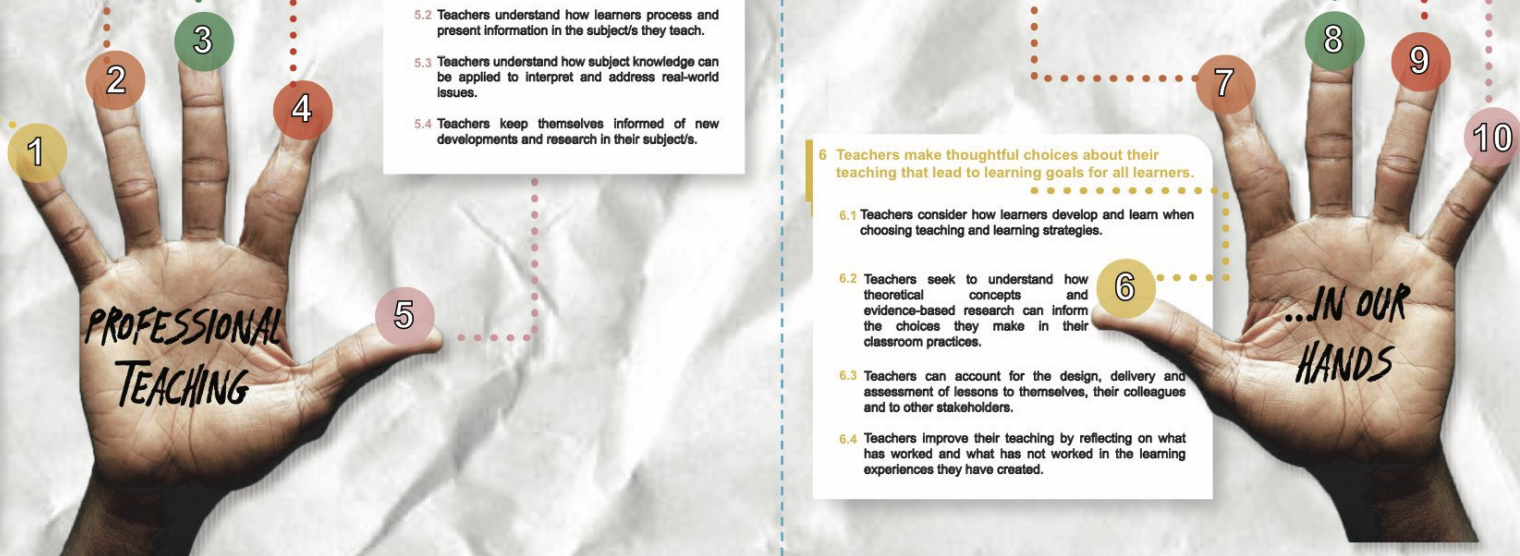 1
2
3
4
5.2 Teachers understand how learners process and
present information in the subject/s they teach.
5.3 Teachers understand how subject knowledge can
be applied to interpret and address real-world
issues.
5.4 Teachers keep themselves informed of new
developments and research in their subject/s.
5
PROFESSIONAL
TEACHING
6 Teachers make thoughtful choices about their
teaching that lead to learning goals for all learners.
6.1 Teachers consider how learners develop and learn when
choosing teaching and learning strategies.
6.2 Teachers seek to understand how
theoretical concepts and
evidence-based research can inform
the choices they make in their
classroom practices.
6.3 Teachers can account for the design, delivery and
assessment of lessons to themselves, their colleagues
and to other stakeholders.
6.4 Teachers improve their teaching by reflecting on what
has worked and what has not worked in the learning
experiences they have created.
6
7
8
9
10
...IN OUR
HANDS